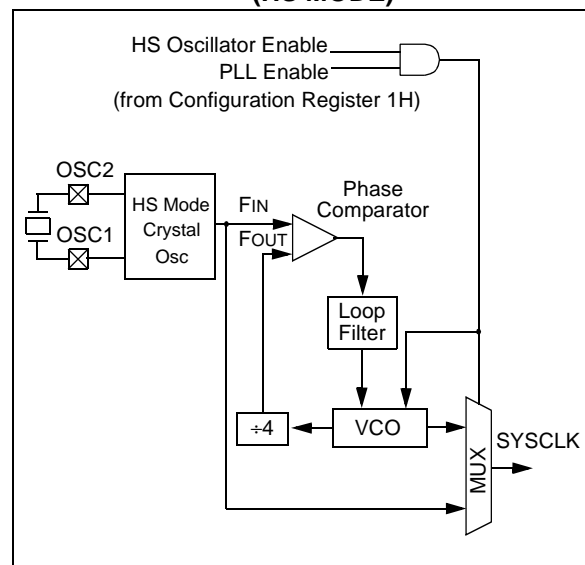 (HS MODE)
HS Oscillator Enable
PLL Enable
(from Configuration Register 1H)
OSC2
OSC1
HS Mode
Crystal
Osc
FIN
FOUT
Phase
Comparator
Loop
Filter
÷4
VCO
MUX
SYSCLK